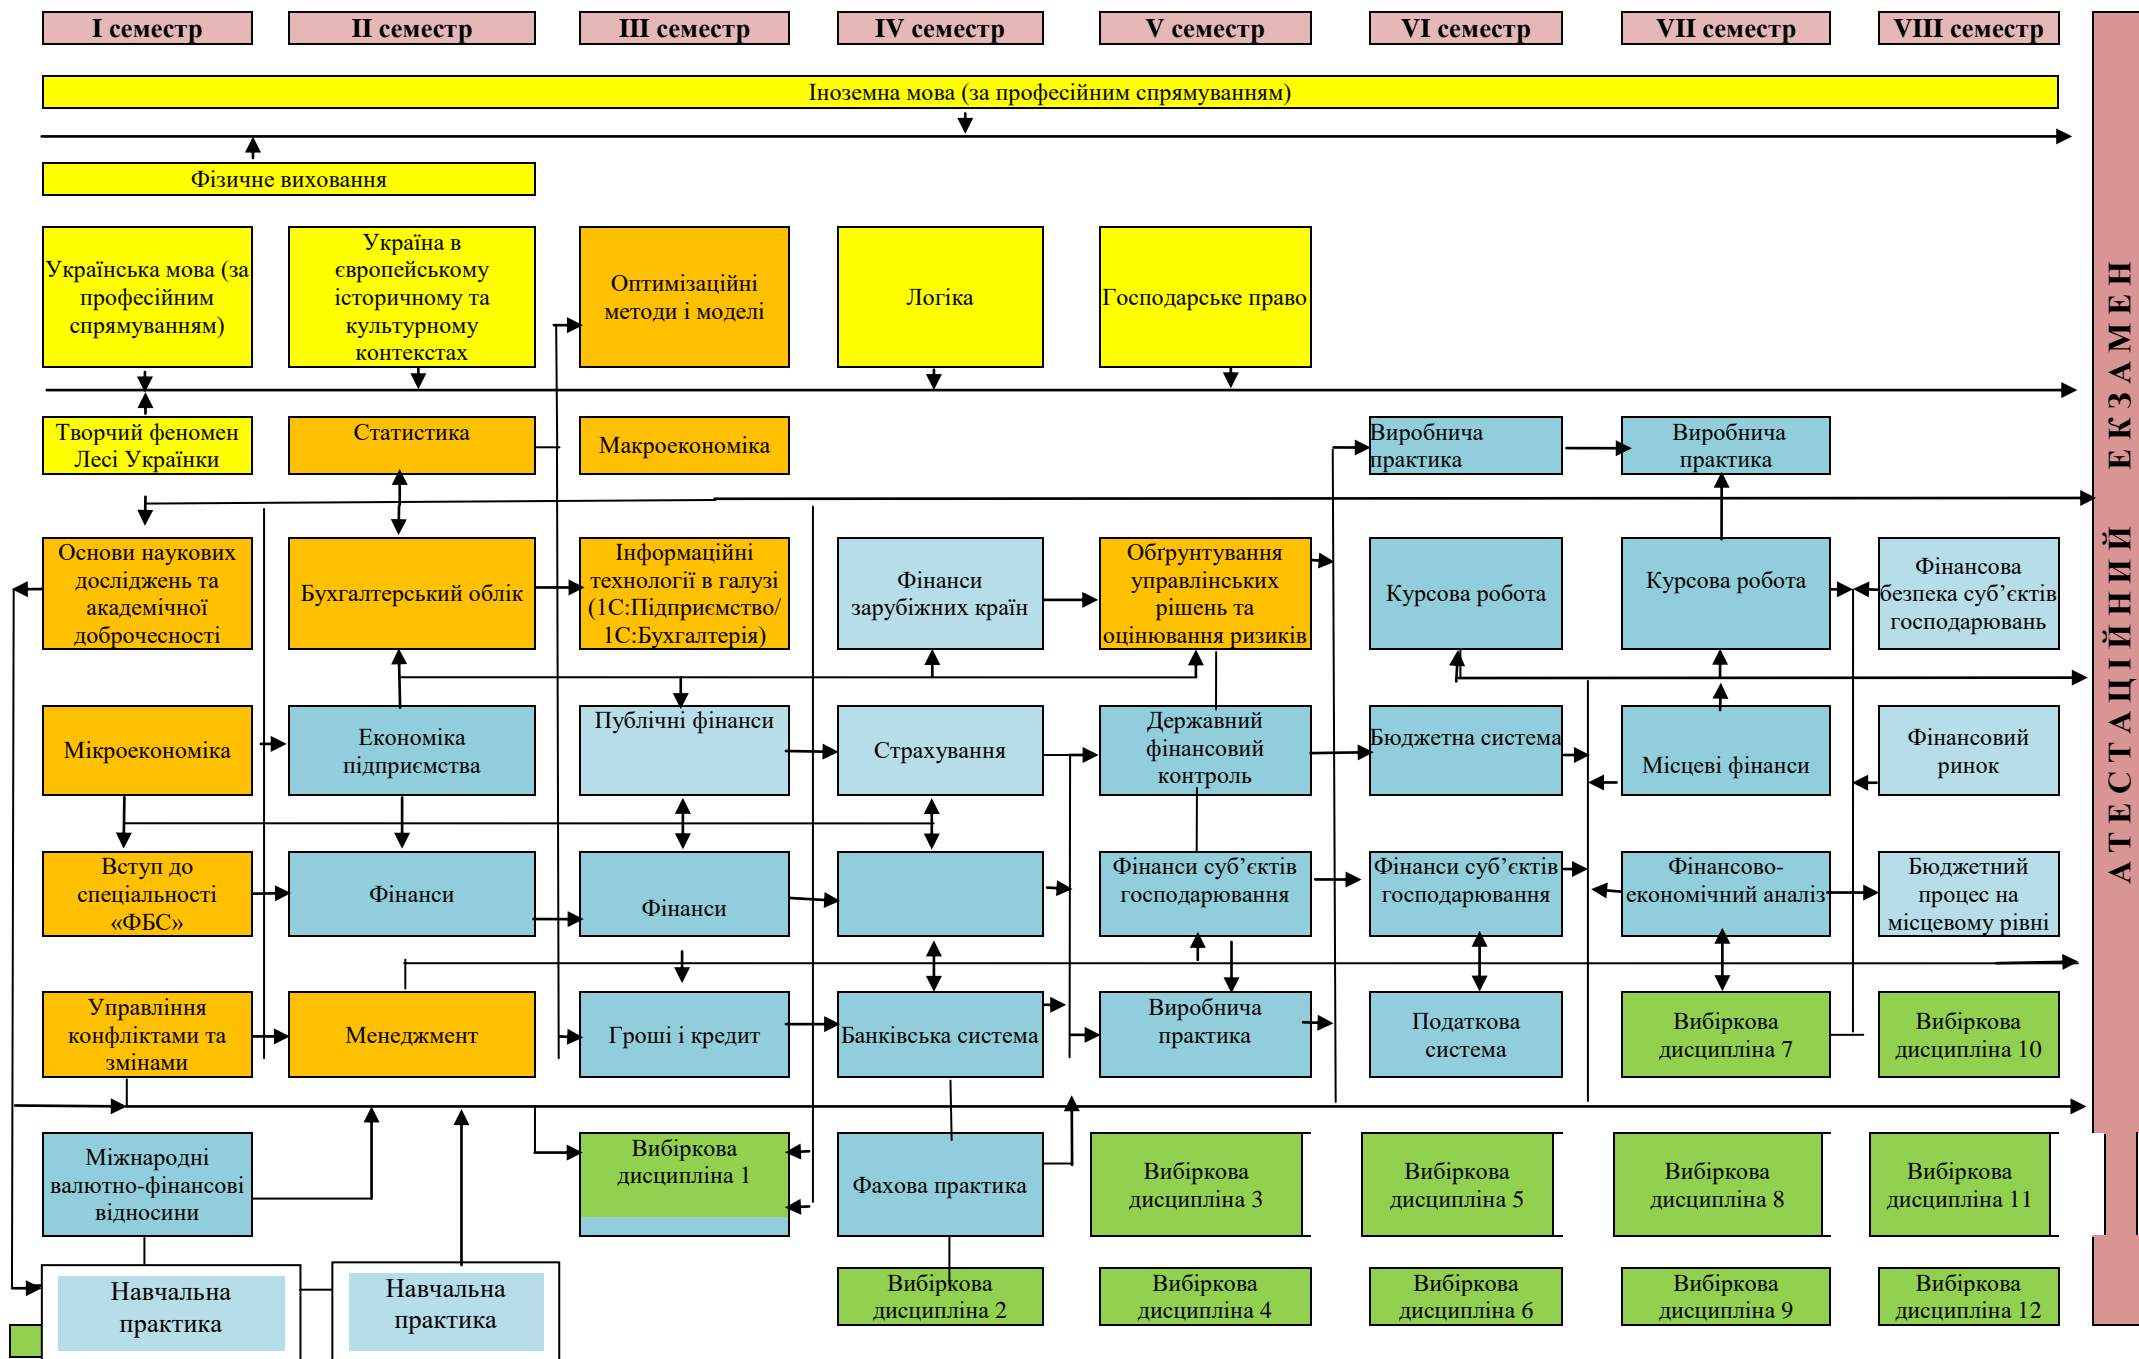 I семестр
II семестр
III семестр
IV семестр
V семестр
VI семестр
VII семестр
VIII семестр
Іноземна мова (за професійним спрямуванням)
Фізичне виховання
Українська мова (за
професійним
спрямуванням)
Україна в
європейському
історичному та
культурному
контекстах
Оптимізаційні
методи і моделі
Логіка
Господарське право
Творчий феномен
Лесі Українки
Статистика
Макроекономіка
Виробнича
практика
Виробнича
практика
Основи наукових
досліджень та
академічної
доброчесності
Бухгалтерський облік
Інформаційні
технології в галузі
(1С:Підприємство/
1С:Бухгалтерія)
Фінанси
зарубіжних країн
Обґрунтування
управлінських
рішень та
оцінювання ризиків
Курсова робота
Курсова робота
Фінансова
безпека суб’єктів
господарювань
Мікроекономіка
Економіка
підприємства
Публічні фінанси
Страхування
Державний
фінансовий
контроль
Бюджетна система
Місцеві фінанси
Фінансовий
ринок
Вступ до
спеціальності
«ФБС»
Фінанси
Фінанси
Фінанси суб’єктів
господарювання
Фінанси суб’єктів
господарювання
Фінансово-
економічний аналіз
Бюджетний
процес на
місцевому рівні
Управління
конфліктами та
змінами
Менеджмент
Гроші і кредит
Банківська система
Виробнича
практика
Податкова
система
Вибіркова
дисципліна 7
Вибіркова
дисципліна 10
Міжнародні
валютно-фінансові
відносини
Вибіркова
дисципліна 1
Фахова практика
Вибіркова
дисципліна 3
Вибіркова
дисципліна 5
Вибіркова
дисципліна 8
Вибіркова
дисципліна 11
Навчальна
практика
Навчальна
практика
Вибіркова
дисципліна 2
Вибіркова
дисципліна 4
Вибіркова
дисципліна 6
Вибіркова
дисципліна 9
Вибіркова
дисципліна 12
АТЕСТАЦІЙНИЙ ЕКЗАМЕН